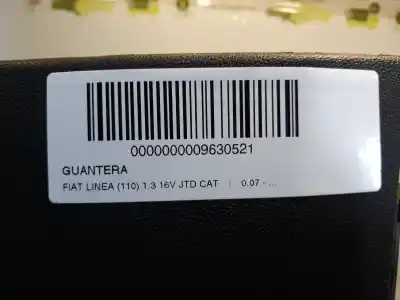 0000000009630521
GUANTERA
FIAT LINEA (110) 1.3 16V JTD CAT | 0.07 - ...